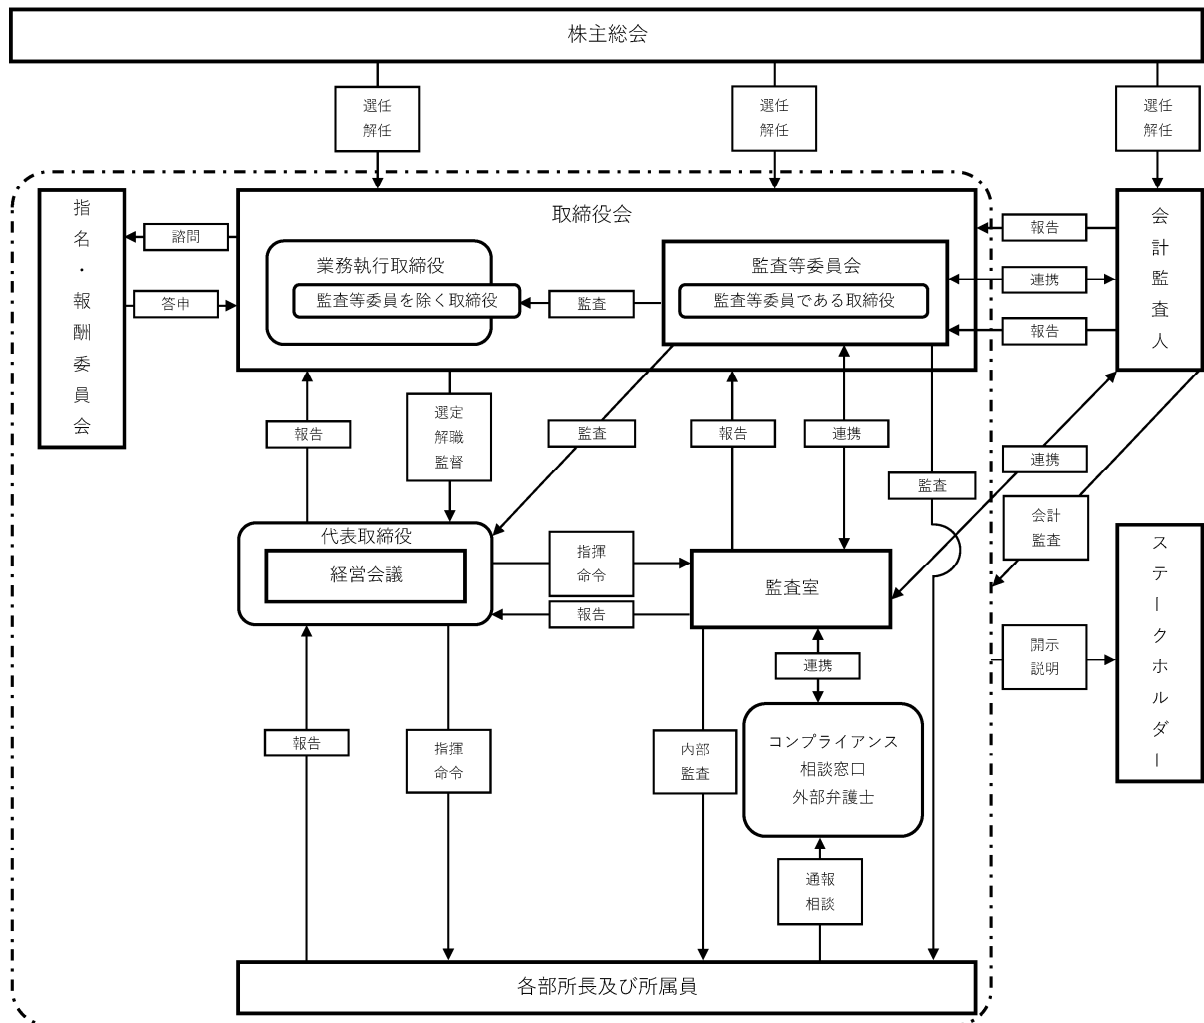 株主総会
選任
解任
選任
解任
選任
解任
指名・報酬委員会
諮問
答申
取締役会
業務執行取締役
監査等委員を除く取締役
監査
監査等委員会
監査等委員である取締役
報告
連携
報告
会計監査人
報告
選定
解職
監督
監査
報告
連携
監査
連携
会計
監査
代表取締役
経営会議
指揮
命令
報告
監査室
連携
開示
説明
ステークホルダー
報告
指揮
命令
内部
監査
コンプライアンス
相談窓口
外部弁護士
通報
相談
各部所長及び所属員